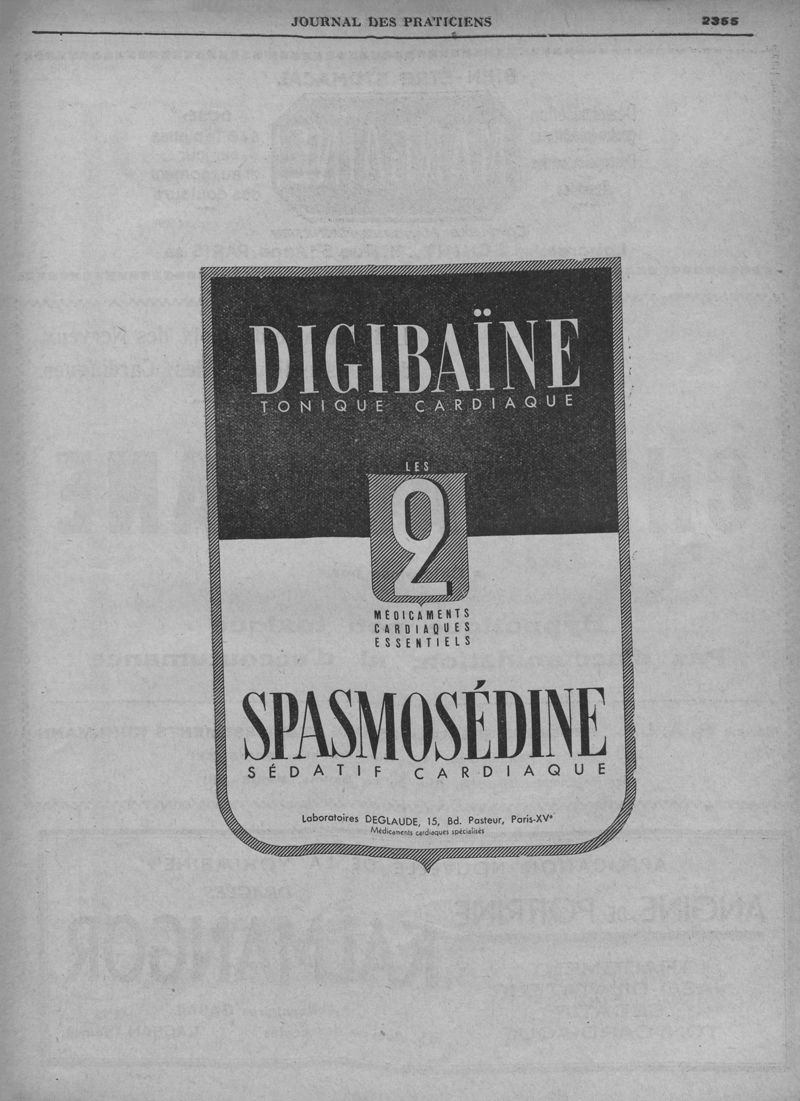 JOURNAL DES PRATICIENS 2355
DIGIBAÏNE
TONIQUE CARDIAQUE
LES
2
MÉDICAMENTS
CARDIAQUES
ESSENTIELS
SPASMOSÉDINE
SÉDATIF CARDIAQUE
Laboratoires DEGLAUDE, 15, Bd. Pasteur, Paris-XVe
Médicaments cardiaques spécialisés